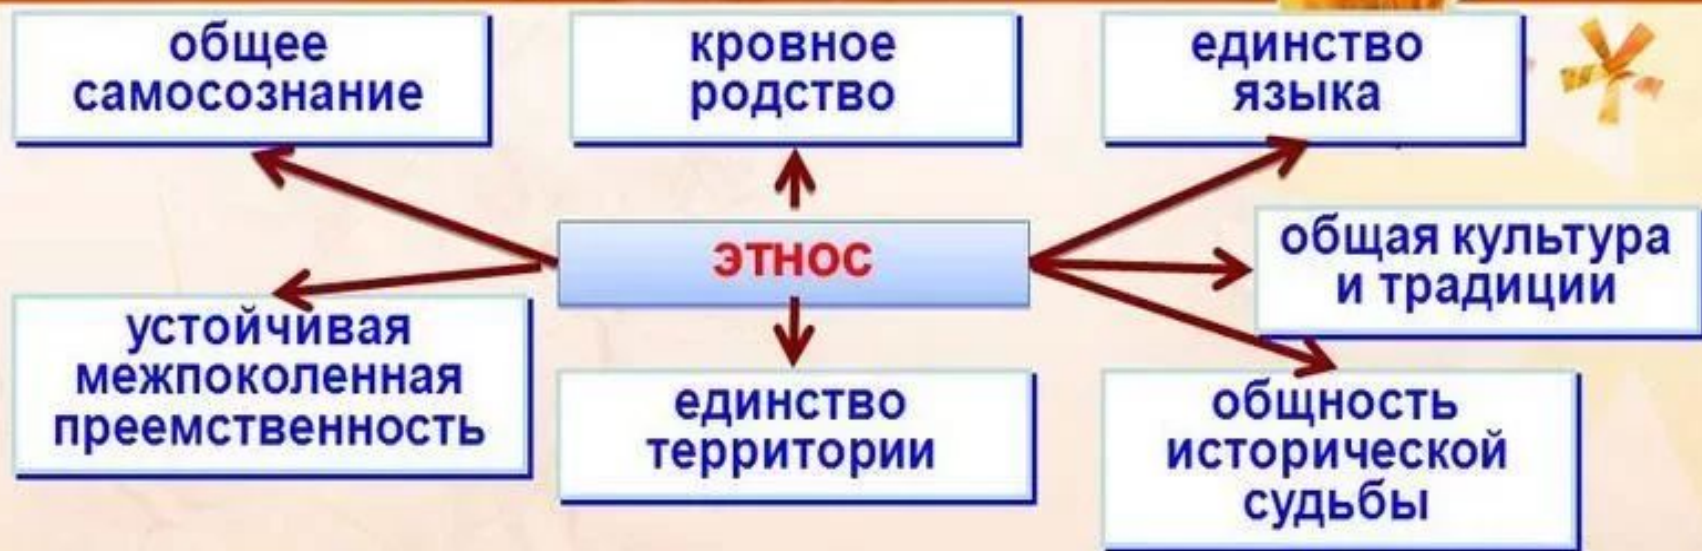 общее
самосознание
кровное
родство
единство
языка
этнос
общая культура
и традиции
устойчивая
межпоколенная
преемственность
единство
территории
общность
исторической
судьбы